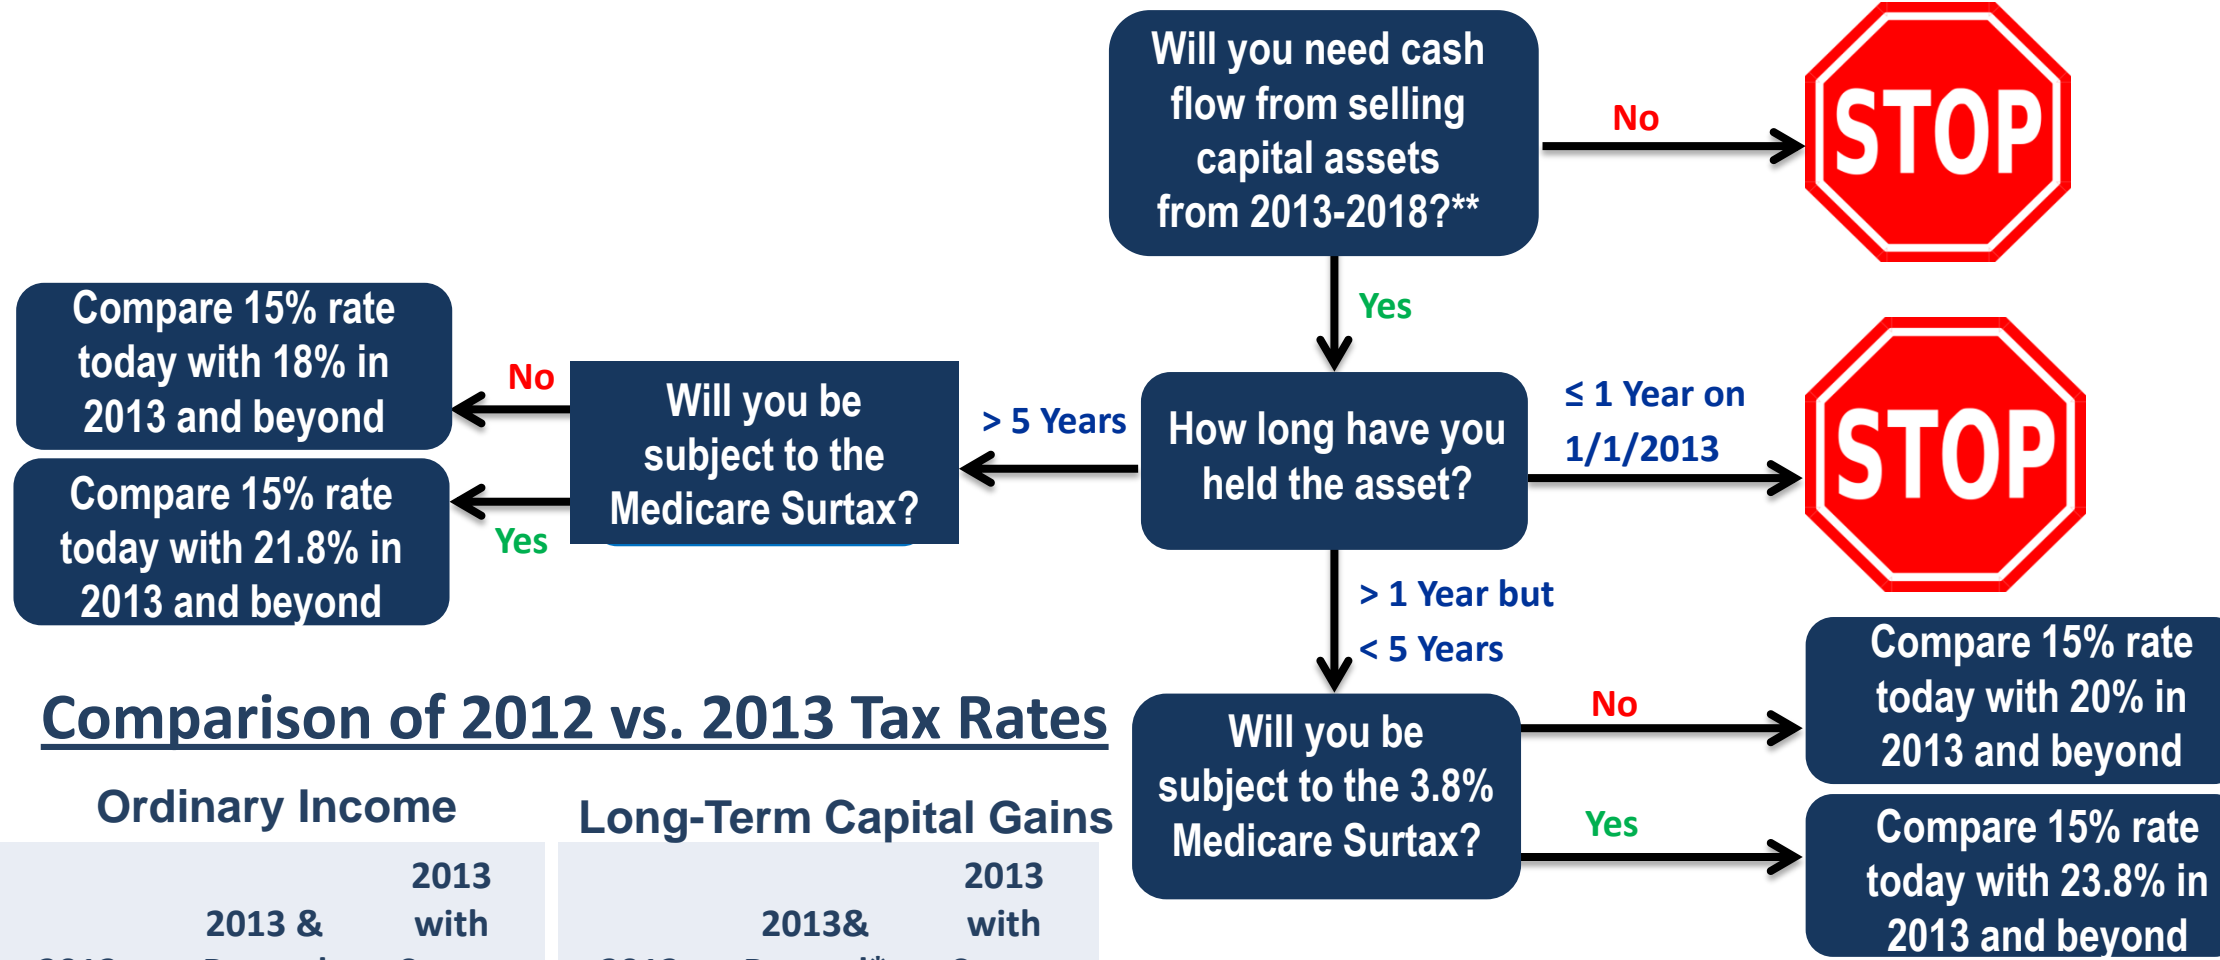 Will you need cash
flow from selling
capital assets
from 2013-2018?**
No
STOP
Yes
How long have you
held the asset?
≤ 1 Year on
1/1/2013
STOP
> 5 Years
Will you be
subject to the
Medicare Surtax?
No
Compare 15% rate
today with 18% in
2013 and beyond
Yes
Compare 15% rate
today with 21.8% in
2013 and beyond
> 1 Year but
< 5 Years
Will you be
subject to the 3.8%
Medicare Surtax?
No
Compare 15% rate
today with 20% in
2013 and beyond
Yes
Compare 15% rate
today with 23.8% in
2013 and beyond
Comparison of 2012 vs. 2013 Tax Rates
Ordinary Income
2013
2013 &
with
Long-Term Capital Gains
2013
2013&
with